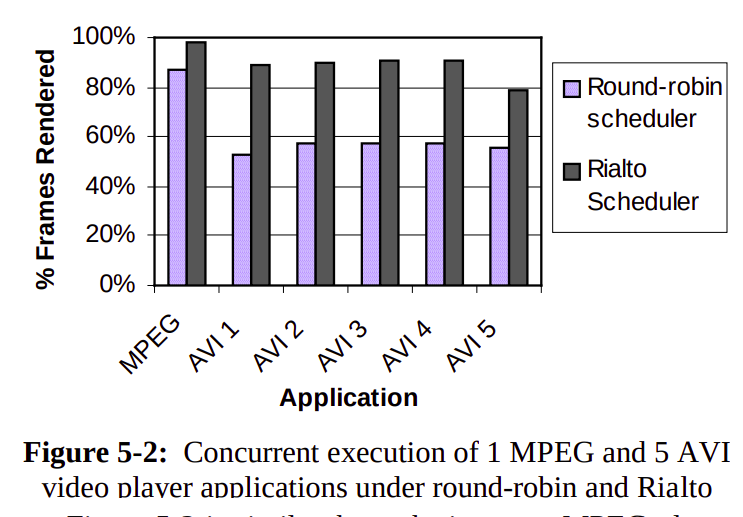 100%
80%
60%
40%
20%
0%
% Frames Rendered
MPEG
AVI 1
AVI 2
AVI 3
AVI 4
AVI 5
Application
Round-robin
scheduler
Rialto
Scheduler
Figure 5-2: Concurrent execution of 1 MPEG and 5 AVI
video player applications under round-robin and Rialto